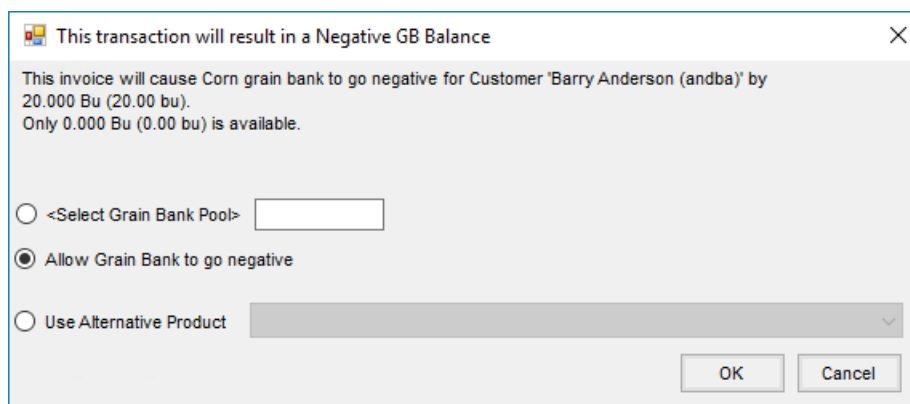 This transaction will result in a Negative GB Balance
This invoice will cause Corn grain bank to go negative for Customer 'Barry Anderson (andba)' by
20.000 Bu (20.00 bu).
Only 0.000 Bu (0.00 bu) is available.
<Select Grain Bank Pool>
Allow Grain Bank to go negative
Use Alternative Product
OK
Cancel